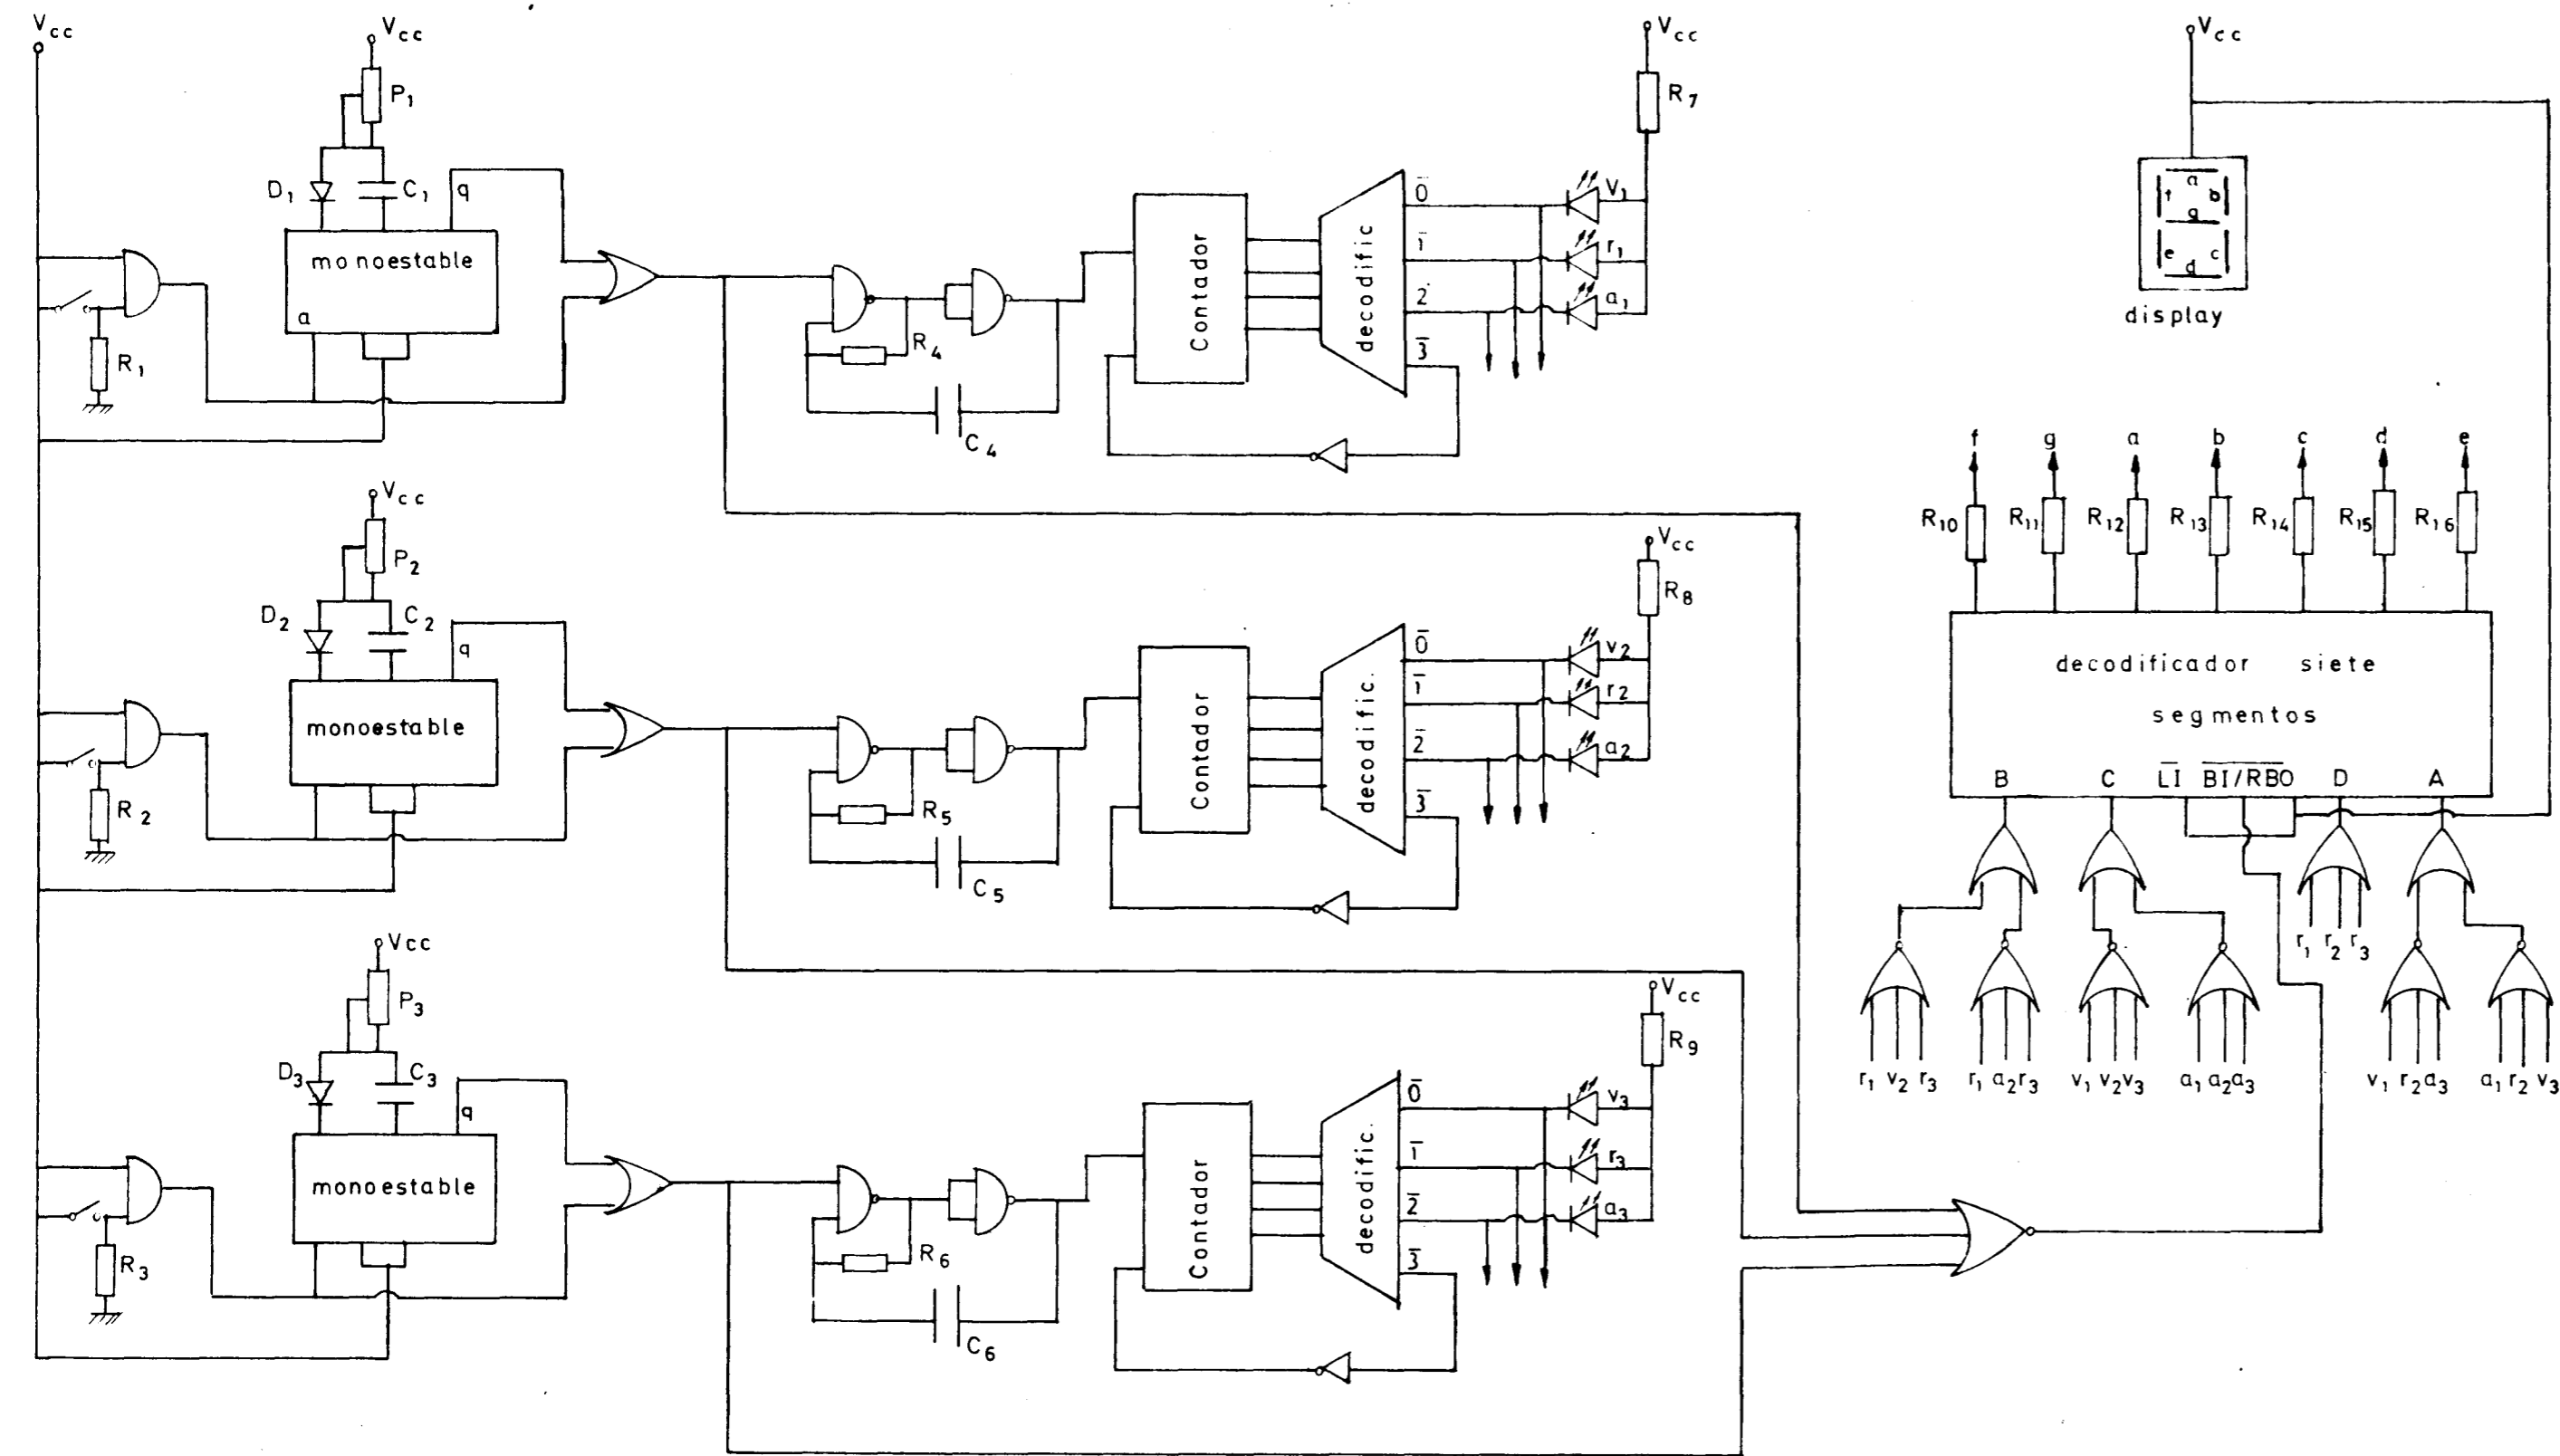 Vcc
Vcc
P1
D1
C1
q
monoestable
a
R1
R4
C4
Contador
decodific
0̅
1̅
2
3̅
v1
r1
a1
Vcc
R7
Vcc
a
f
b
g
e
c
d
display
Vcc
P2
D2
C2
q
monoestable
R2
R5
C5
Contador
decodific.
0̅
1̅
2̅
3̅
v2
r2
a2
Vcc
R8
f g a b c d e
R10 R11 R12 R13 R14 R15 R16
decodificador siete
segmentos
B C L̅I̅ B̅I̅/̅R̅B̅O̅ D A
r1 r2 r3
r1 v2 r3
r1 a2 r3
v1 v2 v3
a1 a2 a3
v1 r2 a3
a1 r2 v3
Vcc
P3
D3
C3
q
monoestable
R3
R6
C6
Contador
decodific.
0̅
1̅
2̅
3̅
v3
r3
a3
Vcc
R9